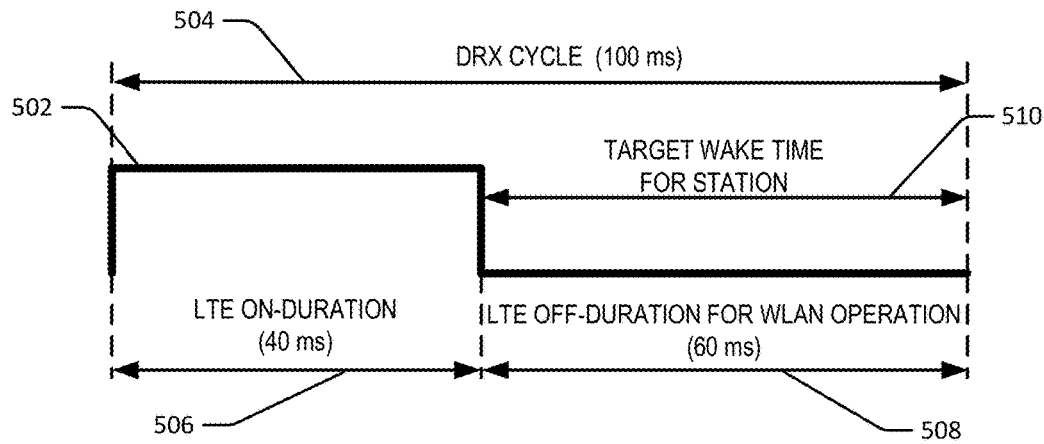 504
DRX CYCLE (100 ms)
502
510
TARGET WAKE TIME
FOR STATION
LTE ON-DURATION
(40 ms)
LTE OFF-DURATION FOR WLAN OPERATION
(60 ms)
506
508